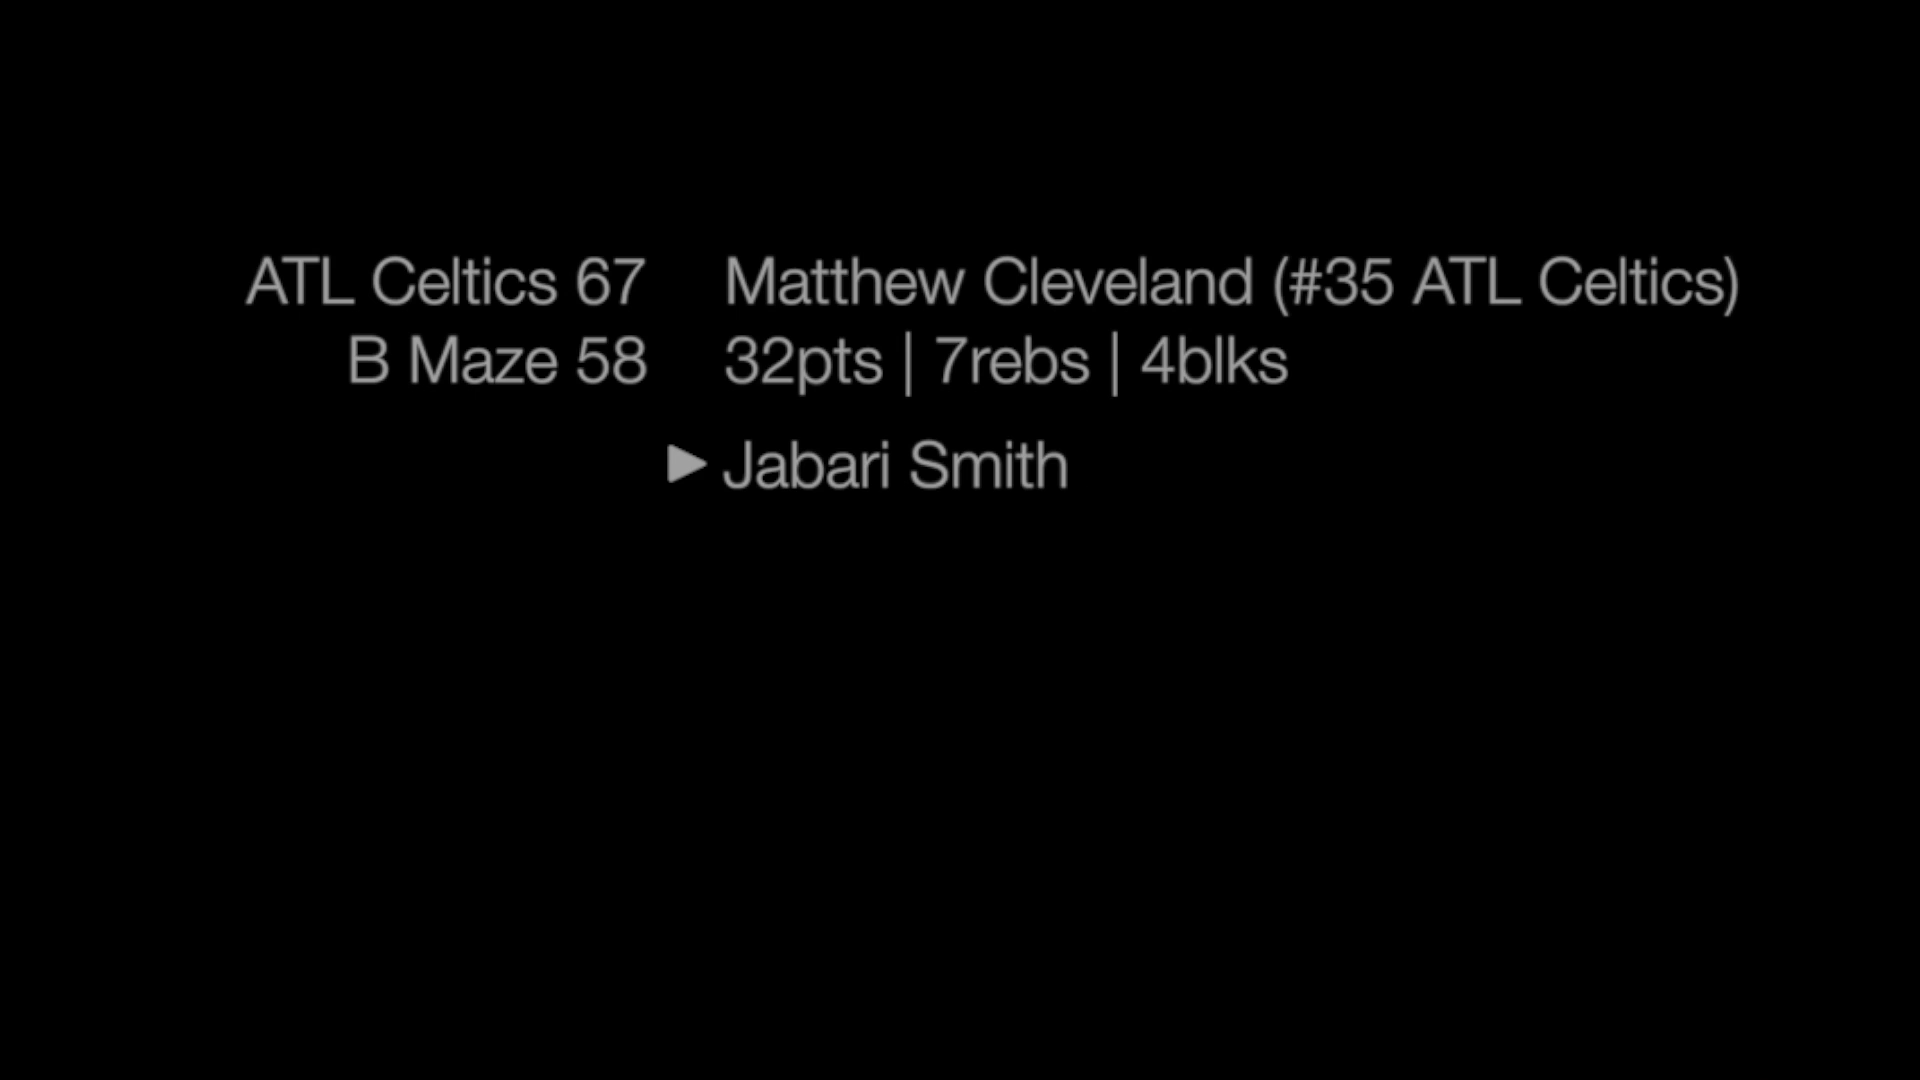 ATL Celtics 67 Matthew Cleveland (#35 ATL Celtics)
B Maze 58 32pts | 7rebs | 4blks
Jabari Smith